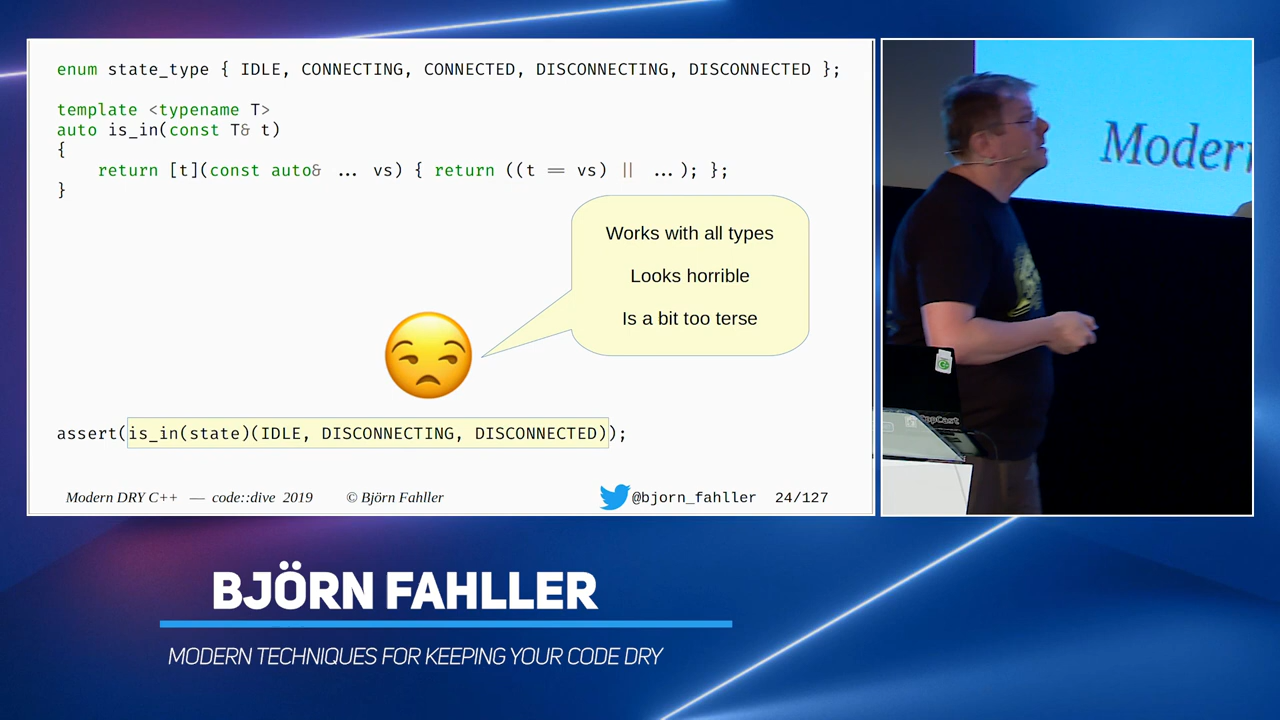 enum state_type { IDLE, CONNECTING, CONNECTED, DISCONNECTING, DISCONNECTED };
template <typename T>
auto is_in(const T& t)
{
    return [t](const auto& ... vs) { return ((t == vs) || ...); };
}
Works with all types
Looks horrible
Is a bit too terse
assert(is_in(state)(IDLE, DISCONNECTING, DISCONNECTED));
Modern DRY C++ — code::dive 2019 © Björn Fahller @bjorn_fahller 24/127
Modern
CppCast
BJÖRN FAHLLER
MODERN TECHNIQUES FOR KEEPING YOUR CODE DRY